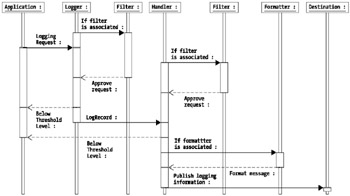 Application :
Logger :
Filter :
Handler :
Filter :
Formatter :
Destination :
If filter
is associated :
Logging
Request :
If filter
is associated :
Approve
request :
Approve
request :
Below
Threshold
Level :
LogRecord :
Below
Threshold
Level :
If formattter
is associated :
Format message :
Publish logging
information :